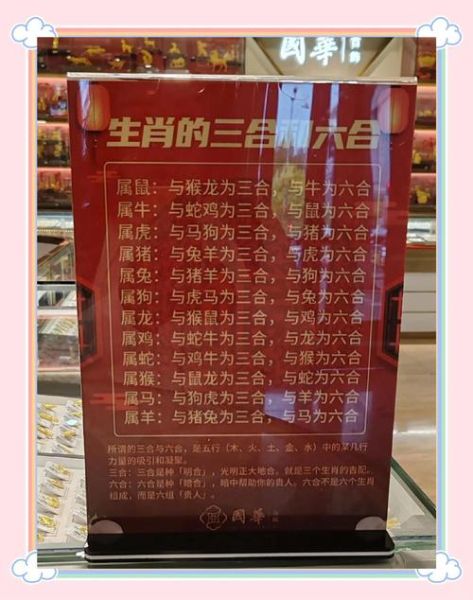 國華
生肖的三合和六合
属鼠：与猴龙为三合，与牛为六合
属牛：与蛇鸡为三合，与鼠为六合
属虎：与马狗为三合，与猪为六合
属猪：与兔羊为三合，与虎为六合
属兔：与猪羊为三合，与狗为六合
属狗：与虎马为三合，与兔为六合
属龙：与猴鼠为三合，与鸡为六合
属鸡：与蛇牛为三合，与龙为六合
属蛇：与鸡牛为三合，与猴为六合
属猴：与鼠龙为三合，与蛇为六合
属马：与狗虎为三合，与羊为六合
属羊：与猪兔为三合，与马为六合
所谓的三合与六合，是五行（木、火、土、金、水）中的某几行
力量的吸引和凝聚。
三合：三合是种「明合」，光明正大地合。就是三个生肖的吉配。
六合：六合是种「暗合」，暗中帮助你的贵人。六合不是六个生肖
组成，而是六组「贵人」。
國華